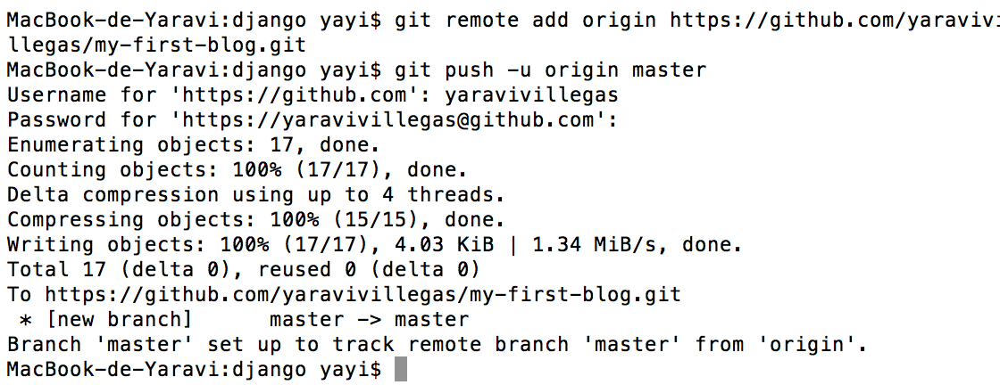 MacBook-de-Yaravi:django yayi$ git remote add origin https://github.com/yaravivi
llegas/my-first-blog.git
MacBook-de-Yaravi:django yayi$ git push -u origin master
Username for 'https://github.com': yaravivillegas
Password for 'https://yaravivillegas@github.com':
Enumerating objects: 17, done.
Counting objects: 100% (17/17), done.
Delta compression using up to 4 threads.
Compressing objects: 100% (15/15), done.
Writing objects: 100% (17/17), 4.03 KiB | 1.34 MiB/s, done.
Total 17 (delta 0), reused 0 (delta 0)
To https://github.com/yaravivillegas/my-first-blog.git
 * [new branch]      master -> master
Branch 'master' set up to track remote branch 'master' from 'origin'.
MacBook-de-Yaravi:django yayi$